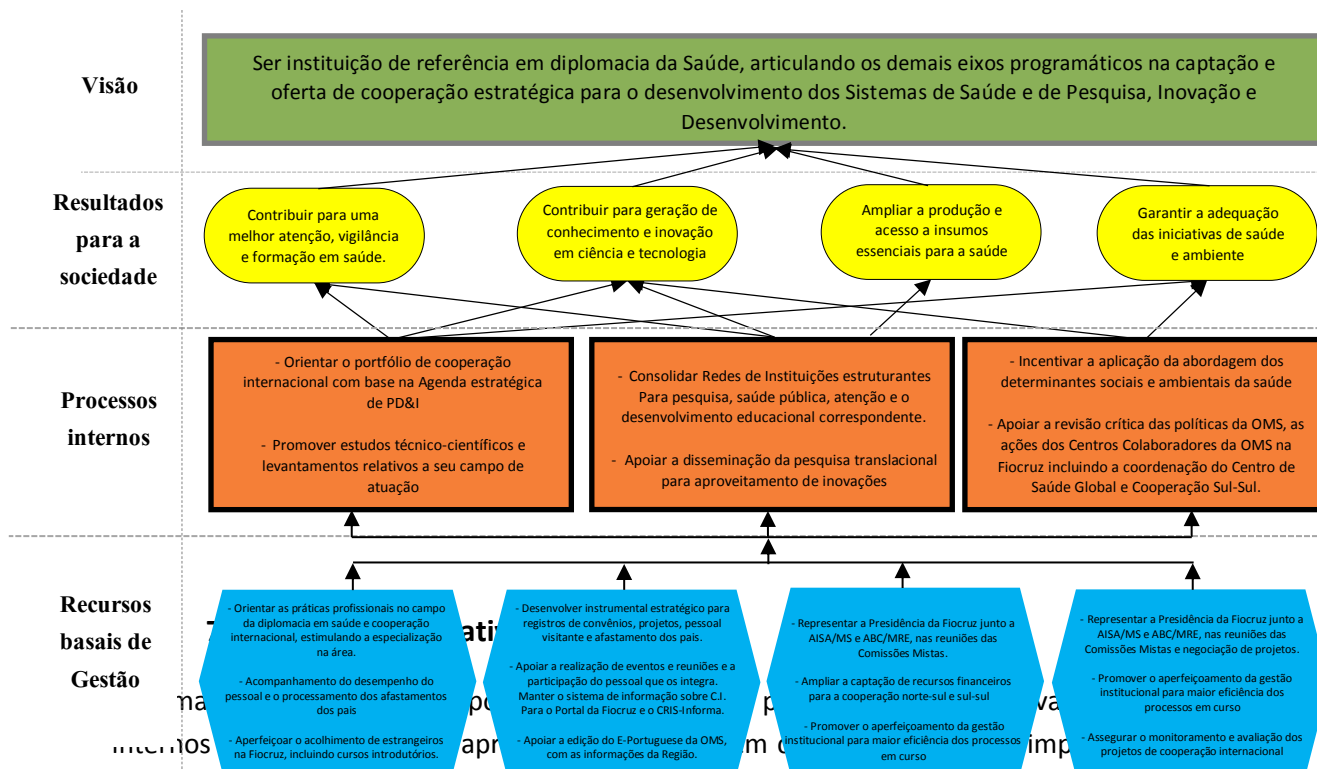 Visão
Ser instituição de referência em diplomacia da Saúde, articulando os demais eixos programáticos na captação e
oferta de cooperação estratégica para o desenvolvimento dos Sistemas de Saúde e de Pesquisa, Inovação e
Desenvolvimento.
Resultados
para a
sociedade
Contribuir para uma
melhor atenção, vigilância
e formação em saúde.
Contribuir para geração de
conhecimento e inovação
em ciência e tecnologia
Ampliar a produção e
acesso a insumos
essenciais para a saúde
Garantir a adequação
das iniciativas de saúde
e ambiente
Processos
internos
- Orientar o portfólio de cooperação
internacional com base na Agenda estratégica
de PD&I
- Promover estudos técnico-científicos e
levantamentos relativos a seu campo de
atuação
- Consolidar Redes de Instituições estruturantes
Para pesquisa, saúde pública, atenção e o
desenvolvimento educacional correspondente.
- Apoiar a disseminação da pesquisa translacional
para aproveitamento de inovações
- Incentivar a aplicação da abordagem dos
determinantes sociais e ambientais da saúde
- Apoiar a revisão crítica das políticas da OMS, as
ações dos Centros Colaboradores da OMS na
Fiocruz incluindo a coordenação do Centro de
Saúde Global e Cooperação Sul-Sul.
Recursos
basais de
Gestão
- Orientar as práticas profissionais no campo
da diplomacia em saúde e cooperação
internacional, estimulando a especialização
na área.
- Acompanhamento do desempenho do
pessoal e o processamento dos afastamentos
dos pais
- Aperfeiçoar o acolhimento de estrangeiros
na Fiocruz, incluindo cursos introdutórios.
- Desenvolver instrumental estratégico para
registros de convênios, projetos, pessoal
visitante e afastamento dos pais.
- Apoiar a realização de eventos e reuniões e a
participação do pessoal que os integra.
Manter o sistema de informação sobre C.I.
Para o Portal da Fiocruz e o CRIS-Informa.
- Apoiar a edição do E-Portuguese da OMS,
com as informações da Região.
- Representar a Presidência da Fiocruz junto a
AISA/MS e ABC/MRE, nas reuniões das
Comissões Mistas.
- Ampliar a captação de recursos financeiros
para a cooperação norte-sul e sul-sul
- Promover o aperfeiçoamento da gestão
institucional para maior eficiência dos processos
em curso
- Representar a Presidência da Fiocruz junto a
AISA/MS e ABC/MRE, nas reuniões das
Comissões Mistas e negociação de projetos.
- Promover o aperfeiçoamento da gestão
institucional para maior eficiência dos
processos em curso
- Assegurar o monitoramento e avaliação dos
projetos de cooperação internacional
internos